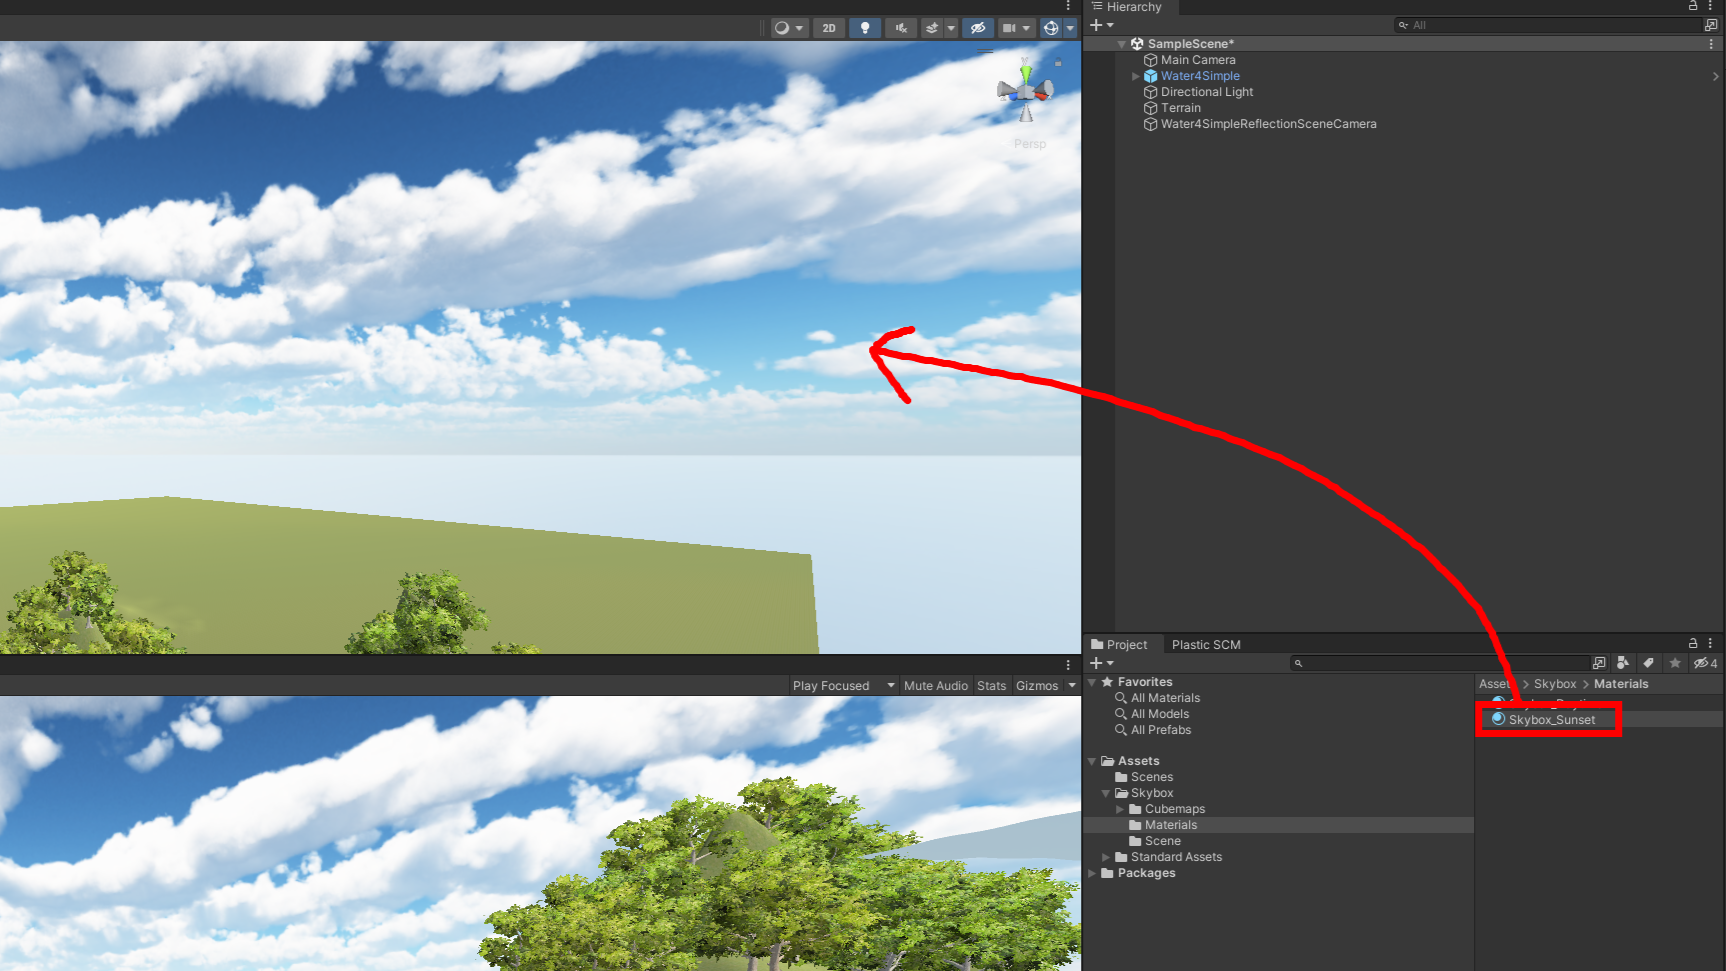 Hierarchy
2D
All
SampleScene*
Main Camera
Water4Simple
Directional Light
Terrain
Water4SimpleReflectionSceneCamera
y
Persp
Project
Plastic SCM
4
Play Focused
Mute Audio
Stats
Gizmos
Favorites
All Materials
All Models
All Prefabs
Assets
Scenes
Skybox
Cubemaps
Materials
Scene
Standard Assets
Packages
> Skybox > Materials
Skybox_Sunset